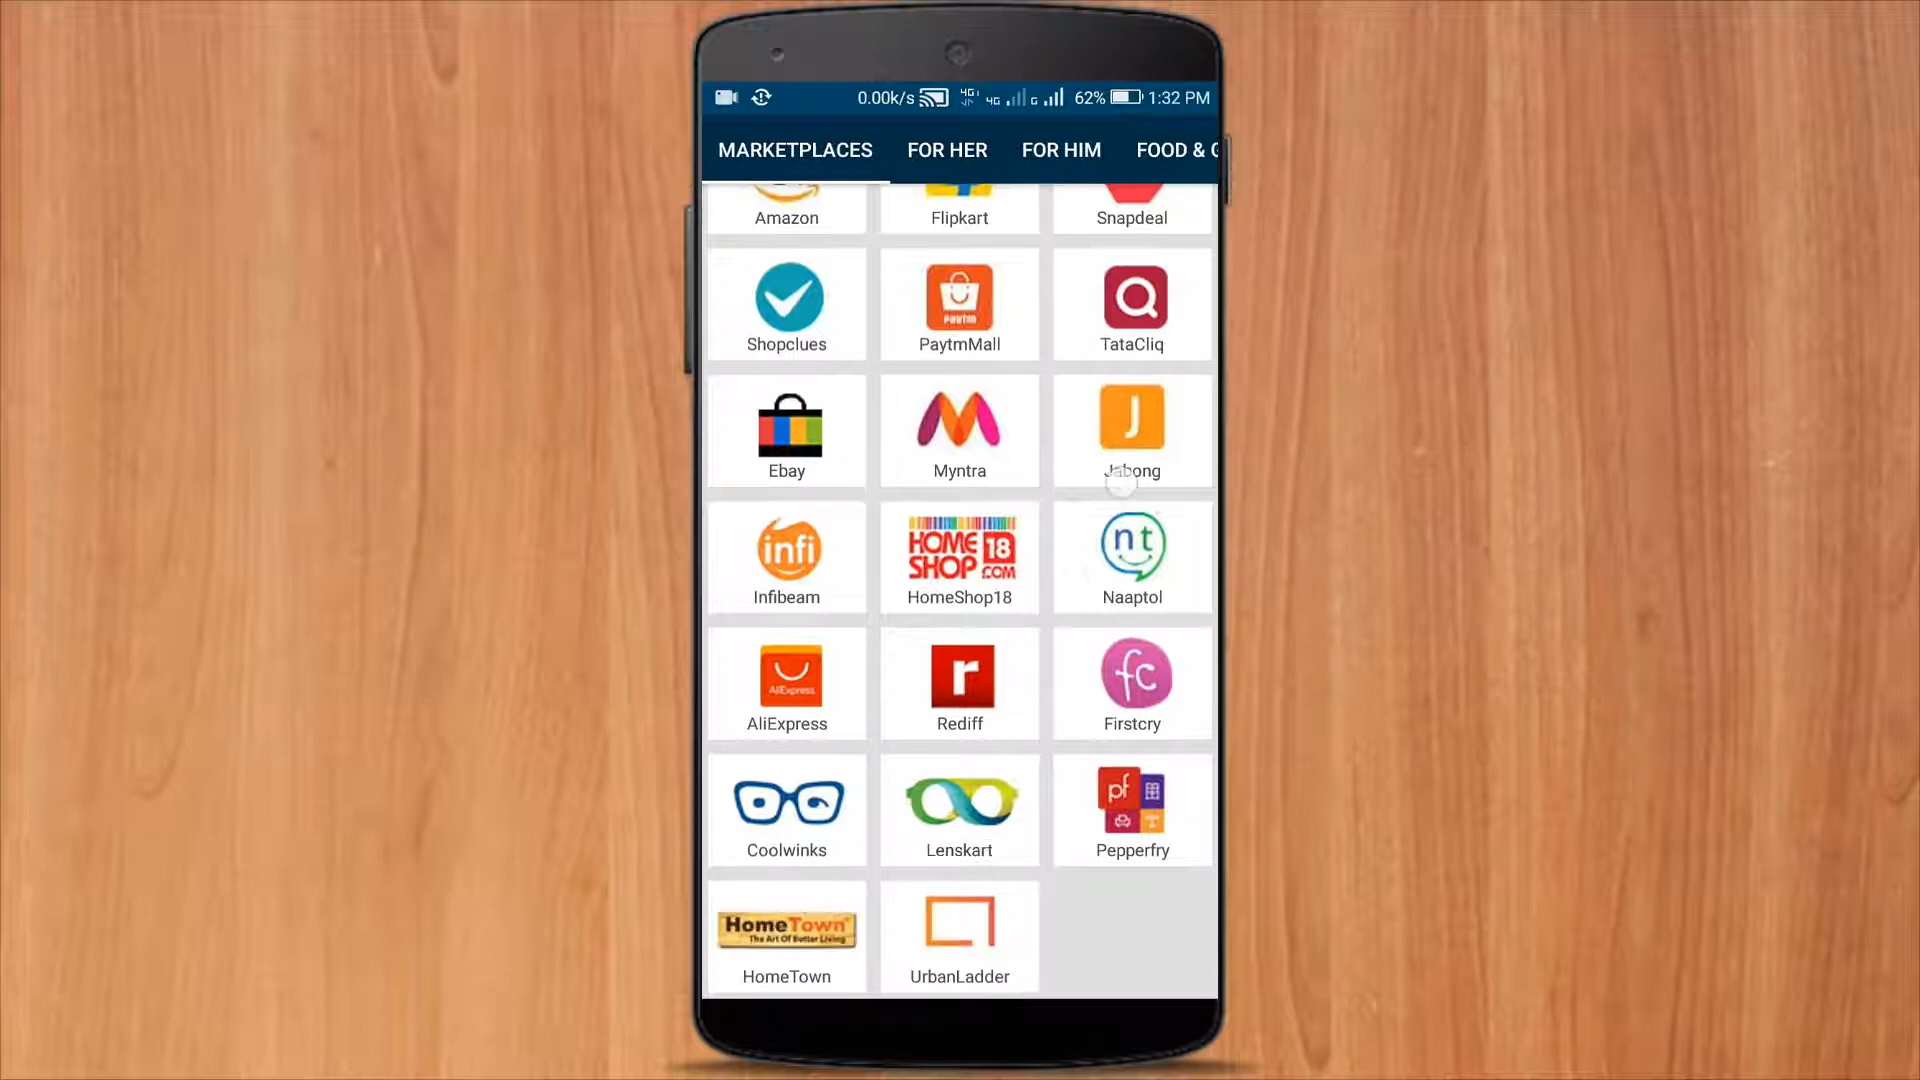 0.00k/s 4G+ 4G G 62% 1:32 PM
MARKETPLACES FOR HER FOR HIM FOOD & G
Amazon Flipkart Snapdeal
Paytm
Shopclues PaytmMall TataCliq
J
Ebay Myntra Jabong
infi HOME SHOP 18 .COM nt
Infibeam HomeShop18 Naaptol
AliExpress r fc
AliExpress Rediff Firstcry
pf
Coolwinks Lenskart Pepperfry
HomeTown
The Art Of Better Living
HomeTown UrbanLadder